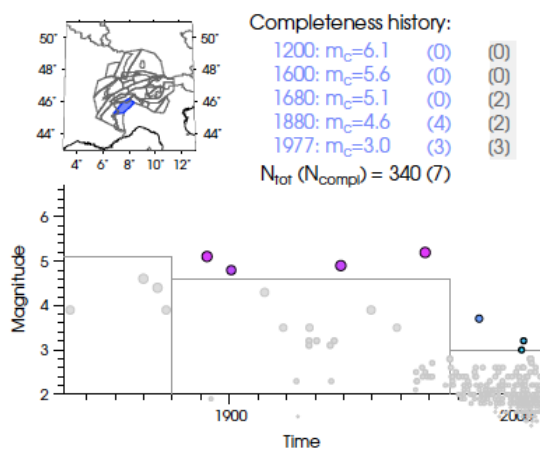 Completeness history:
1200: mc=6.1 (0) (0)
1600: mc=5.6 (0) (0)
1680: mc=5.1 (0) (2)
1880: mc=4.6 (4) (2)
1977: mc=3.0 (3) (3)
Ntot (Ncompl) = 340 (7)
50°
48°
46°
44°
50°
48°
46°
44°
4° 6° 8° 10° 12°
Magnitude
6
5
4
3
2
1900 2000
Time